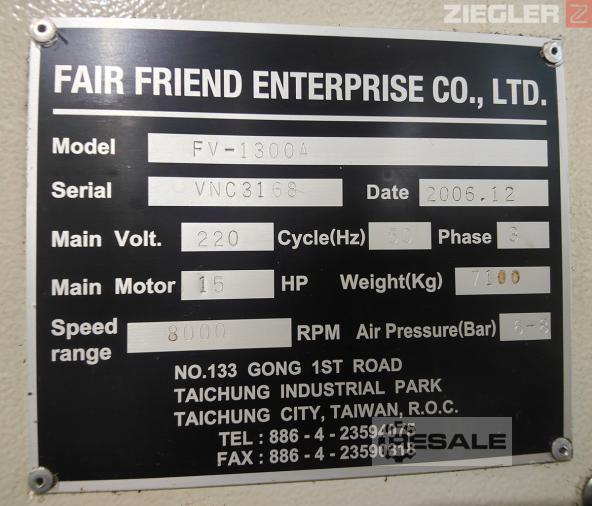 ZIEGLER Z
FAIR FRIEND ENTERPRISE CO., LTD.
Model FV-1300A
Serial VNC3168 Date 2006.12
Main Volt. 220 Cycle(Hz) Phase 3
Main Motor 15 HP Weight(Kg) 7100
Speed range 8000 RPM Air Pressure(Bar) 6-8
NO.133 GONG 1ST ROAD
TAICHUNG INDUSTRIAL PARK
TAICHUNG CITY, TAIWAN, R.O.C.
TEL : 886 - 4 - 23594075
FAX : 886 - 4 - 23590318
RESALE